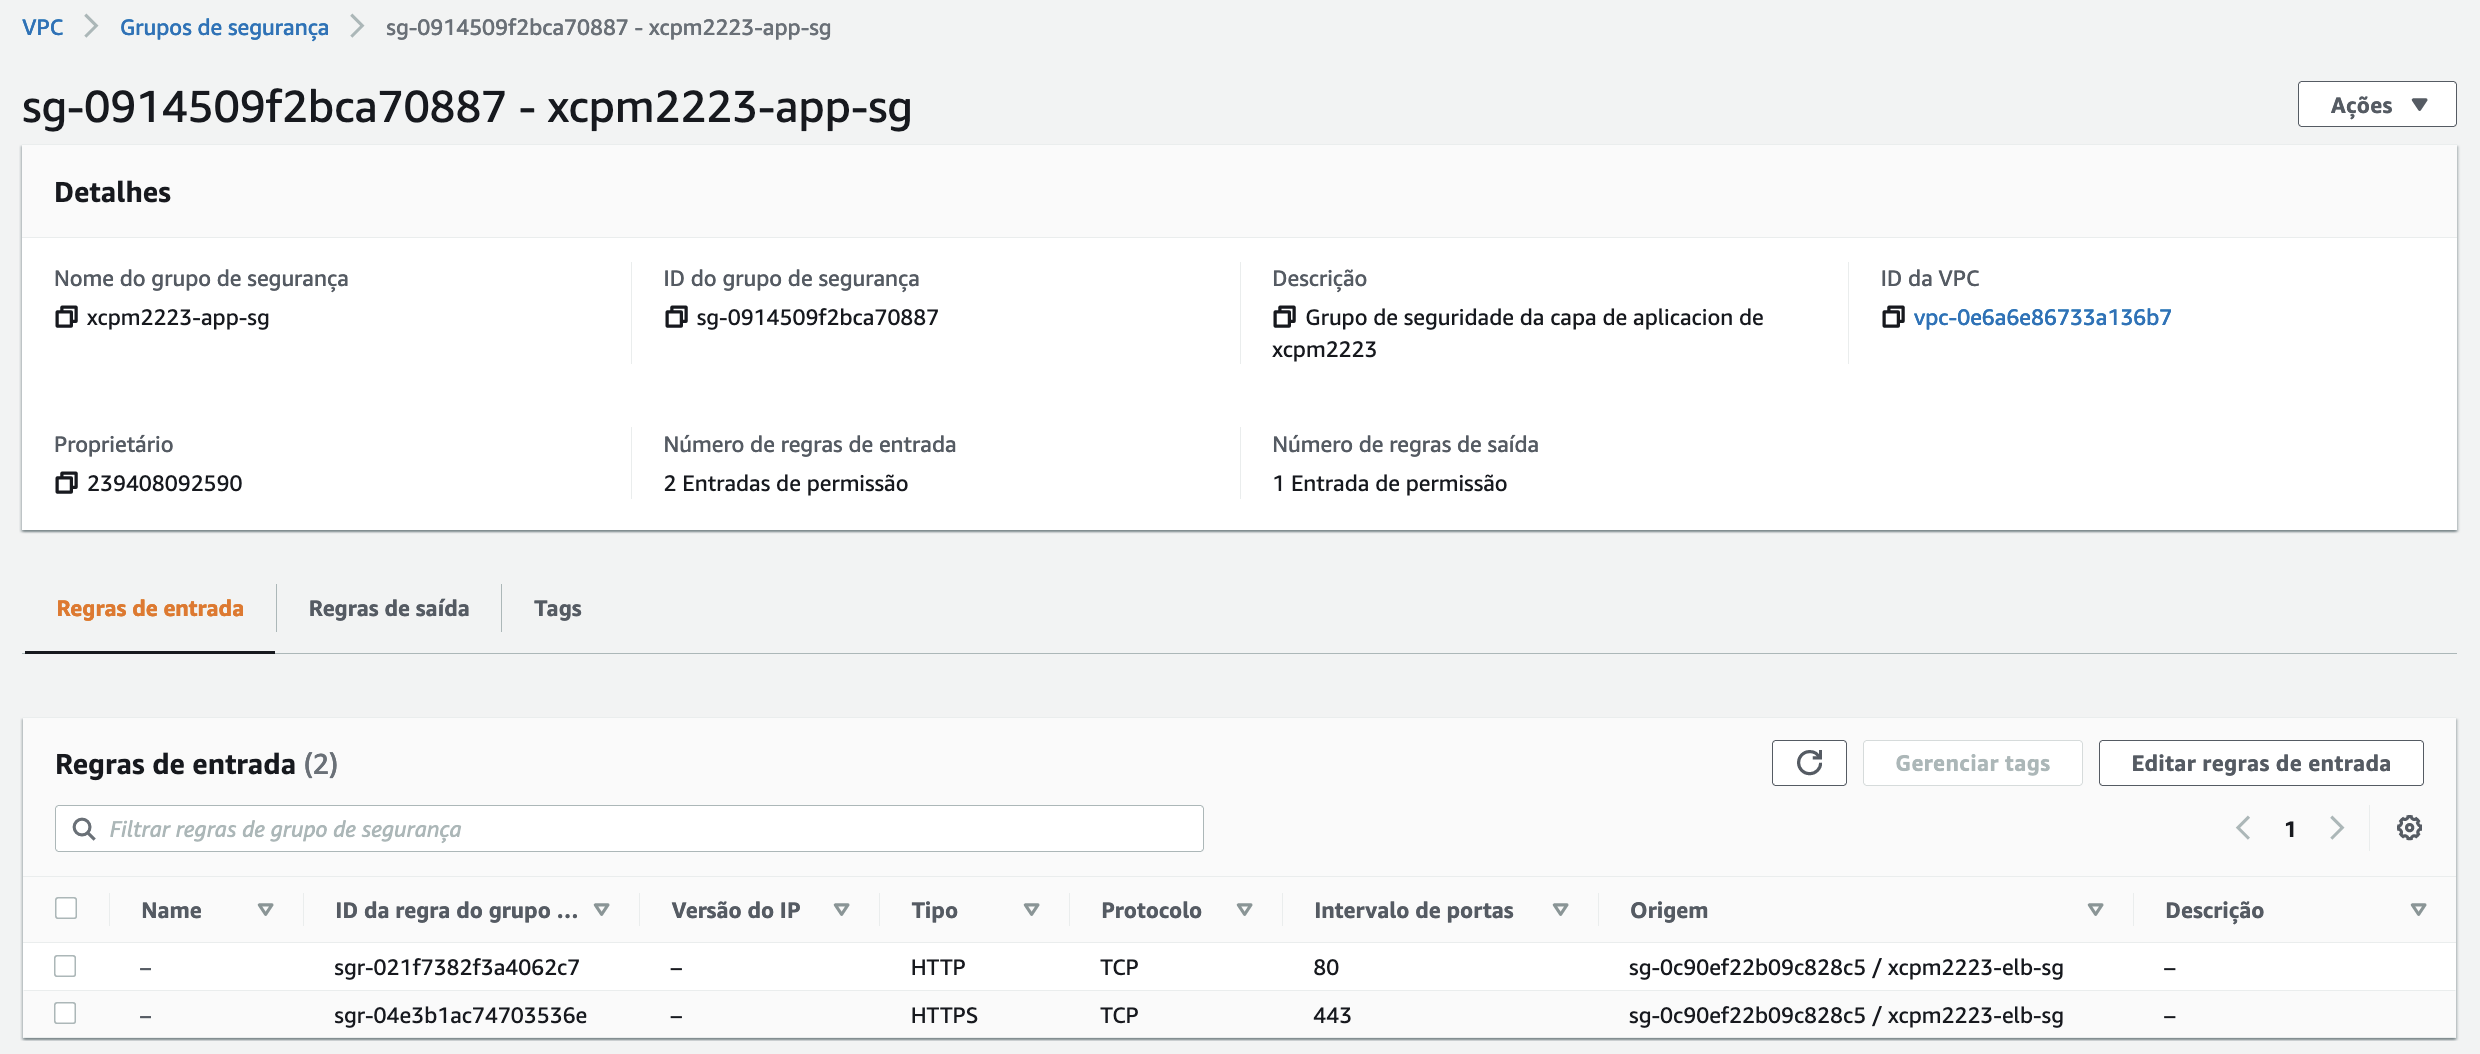 VPC > Grupos de segurança > sg-0914509f2bca70887 - xcpm2223-app-sg
sg-0914509f2bca70887 - xcpm2223-app-sg
Ações
Detalhes
Nome do grupo de segurança
xcpm2223-app-sg
ID do grupo de segurança
sg-0914509f2bca70887
Descrição
Grupo de seguridade da capa de aplicacion de
xcpm2223
ID da VPC
vpc-0e6a6e86733a136b7
Proprietário
239408092590
Número de regras de entrada
2 Entradas de permissão
Número de regras de saída
1 Entrada de permissão
Regras de entrada
Regras de saída
Tags
Regras de entrada (2)
Gerenciar tags
Editar regras de entrada
Filtrar regras de grupo de segurança
1
Name ID da regra do grupo ... Versão do IP Tipo Protocolo Intervalo de portas Origem Descrição
– sgr-021f7382f3a4062c7 – HTTP TCP 80 sg-0c90ef22b09c828c5 / xcpm2223-elb-sg –
– sgr-04e3b1ac74703536e – HTTPS TCP 443 sg-0c90ef22b09c828c5 / xcpm2223-elb-sg –